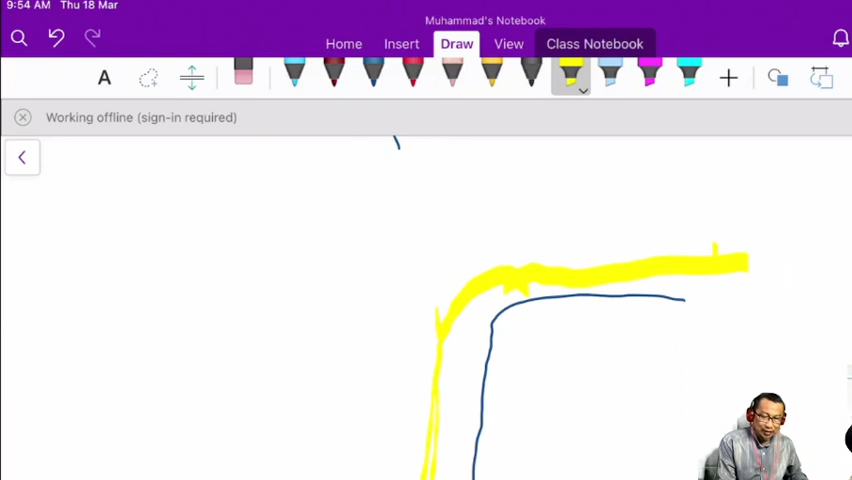 9:54 AM Thu 18 Mar
Muhammad's Notebook
Home Insert Draw View Class Notebook
A
Working offline (sign-in required)